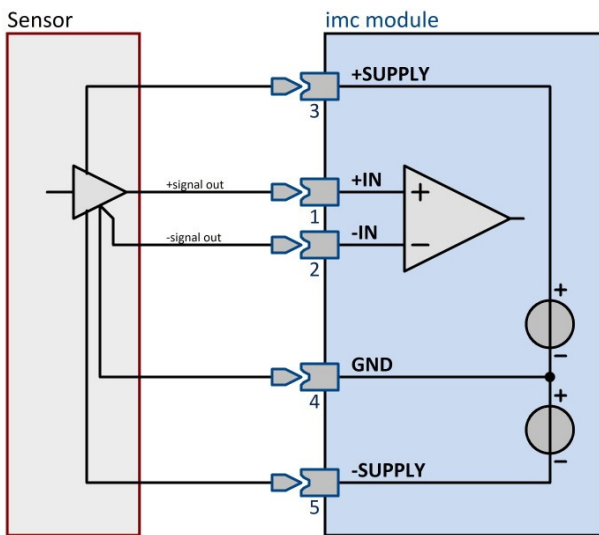 Sensor
imc module
+SUPPLY
3
+signal out
+IN
+
1
-signal out
-IN
−
2
+
−
GND
4
+
−
-SUPPLY
5